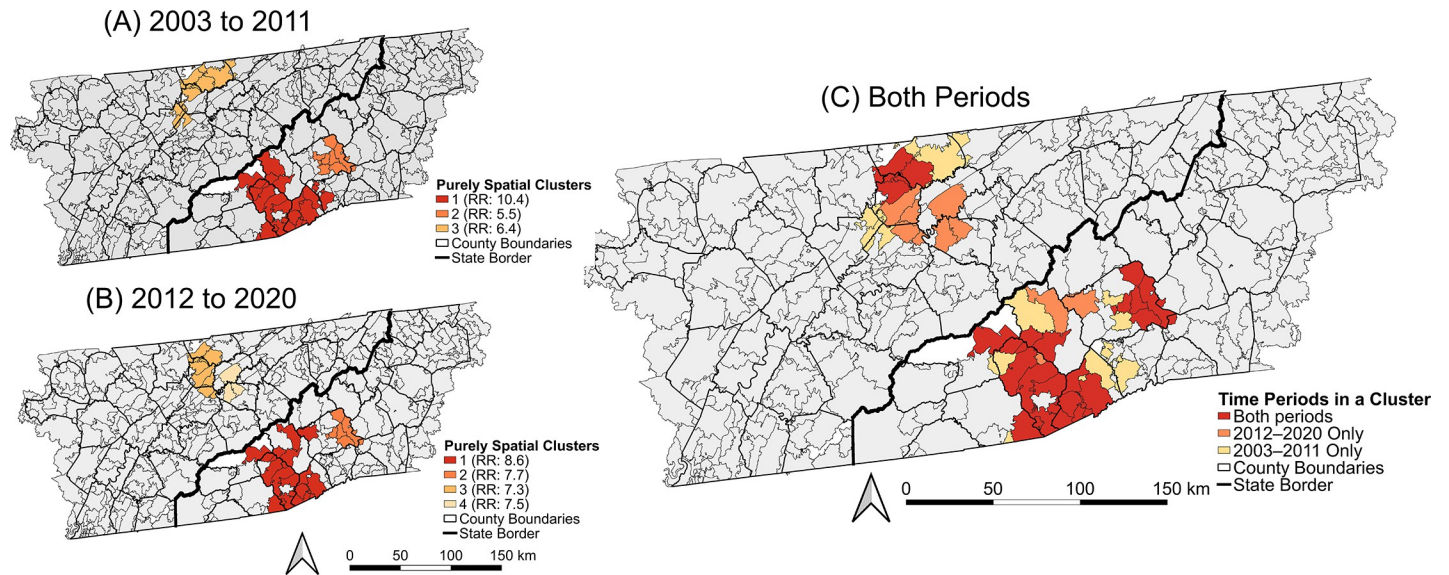 (A) 2003 to 2011
Purely Spatial Clusters
1 (RR: 10.4)
2 (RR: 5.5)
3 (RR: 6.4)
County Boundaries
State Border
(B) 2012 to 2020
Purely Spatial Clusters
1 (RR: 8.6)
2 (RR: 7.7)
3 (RR: 7.3)
4 (RR: 7.5)
County Boundaries
State Border
0 50 100 150 km
(C) Both Periods
Time Periods in a Cluster
Both periods
2012–2020 Only
2003–2011 Only
County Boundaries
State Border
0 50 100 150 km